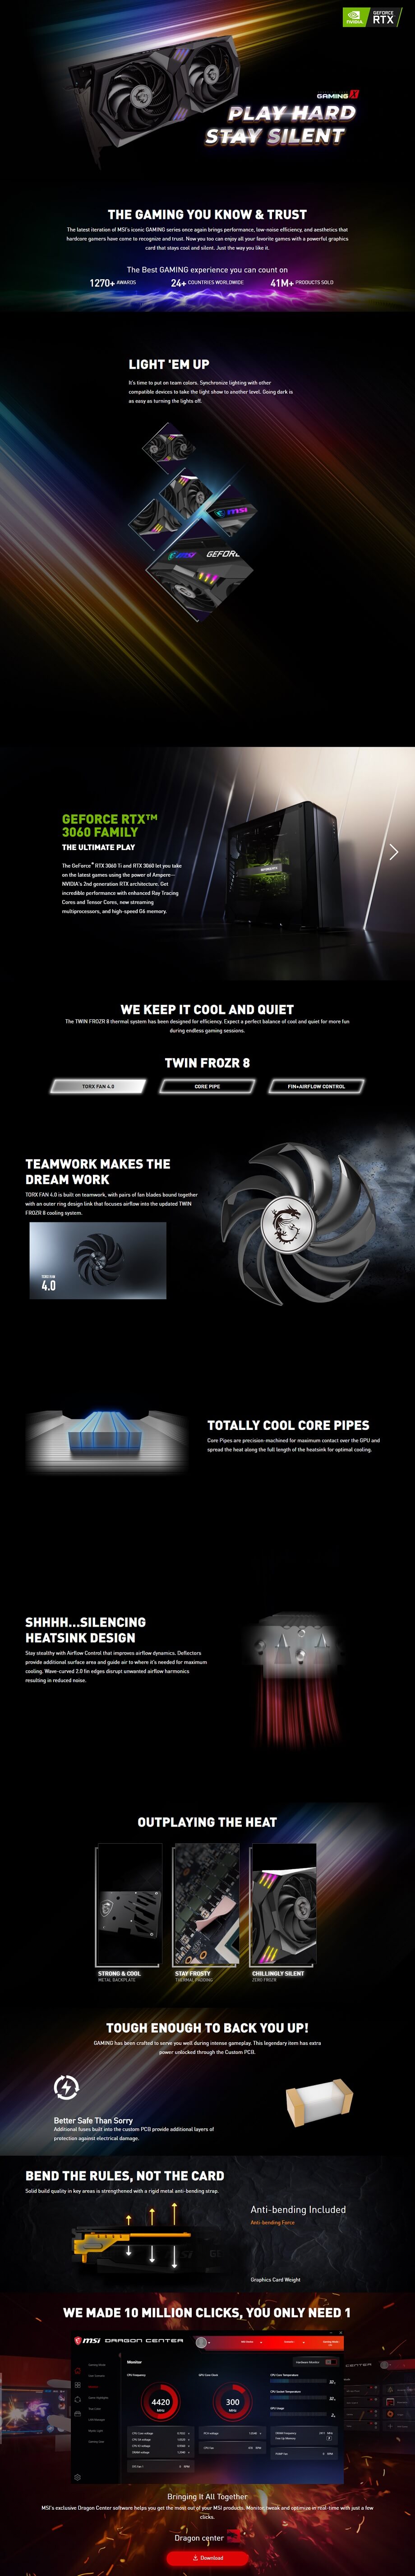 NVIDIA
GEFORCE
RTX
GAMING X
PLAY HARD
STAY SILENT
THE GAMING YOU KNOW & TRUST
The latest iteration of MSI's iconic GAMING series once again brings performance, low-noise efficiency, and aesthetics that
hardcore gamers have come to recognize and trust. Now you too can enjoy all your favorite games with a powerful graphics
card that stays cool and silent. Just the way you like it.
The Best GAMING experience you can count on
1270+ AWARDS
24+ COUNTRIES WORLDWIDE
41M+ PRODUCTS SOLD
LIGHT 'EM UP
It's time to put on team colors. Synchronize lighting with other
compatible devices to take the light show to another level. Going dark is
as easy as turning the lights off.
msi
msi
GEFOR
GEFORCE RTX™
3060 FAMILY
THE ULTIMATE PLAY
The GeForce® RTX 3060 Ti and RTX 3060 let you take
on the latest games using the power of Ampere—
NVIDIA's 2nd generation RTX architecture. Get
incredible performance with enhanced Ray Tracing
Cores and Tensor Cores, new streaming
multiprocessors, and high-speed G6 memory.
WE KEEP IT COOL AND QUIET
The TWIN FROZR 8 thermal system has been designed for efficiency. Expect a perfect balance of cool and quiet for more fun
during endless gaming sessions.
TWIN FROZR 8
TORX FAN 4.0
CORE PIPE
FIN+AIRFLOW CONTROL
TEAMWORK MAKES THE
DREAM WORK
TORX FAN 4.0 is built on teamwork, with pairs of fan blades bound together
with an outer ring design link that focuses airflow into the updated TWIN
FROZR 8 cooling system.
TORX FAN
4.0
TOTALLY COOL CORE PIPES
Core Pipes are precision-machined for maximum contact over the GPU and
spread the heat along the full length of the heatsink for optimal cooling.
SHHHH...SILENCING
HEATSINK DESIGN
Stay stealthy with Airflow Control that improves airflow dynamics. Deflectors
provide additional surface area and guide air to where it's needed for maximum
cooling. Wave-curved 2.0 fin edges disrupt unwanted airflow harmonics
resulting in reduced noise.
OUTPLAYING THE HEAT
STRONG & COOL
METAL BACKPLATE
STAY FROSTY
THERMAL PADDING
CHILLINGLY SILENT
ZERO FROZR
TOUGH ENOUGH TO BACK YOU UP!
GAMING has been crafted to serve you well during intense gameplay. This legendary item has extra
power unlocked through the Custom PCB.
Better Safe Than Sorry
Additional fuses built into the custom PCB provide additional layers of
protection against electrical damage.
BEND THE RULES, NOT THE CARD
Solid build quality in key areas is strengthened with a rigid metal anti-bending strap.
Anti-bending Included
Anti-bending Force
Graphics Card Weight
WE MADE 10 MILLION CLICKS, YOU ONLY NEED 1
msi DRAGON CENTER
Monitor
Hardware Monitor
CPU Frequency
GPU Core Clock
CPU Core Temperature
4420
300
CPU Socket Temperature
GPU Usage
Bringing It All Together
MSI's exclusive Dragon Center software helps you get the most out of your MSI products. Monitor, tweak and optimize in real-time with just a few
clicks.
Dragon center
Download